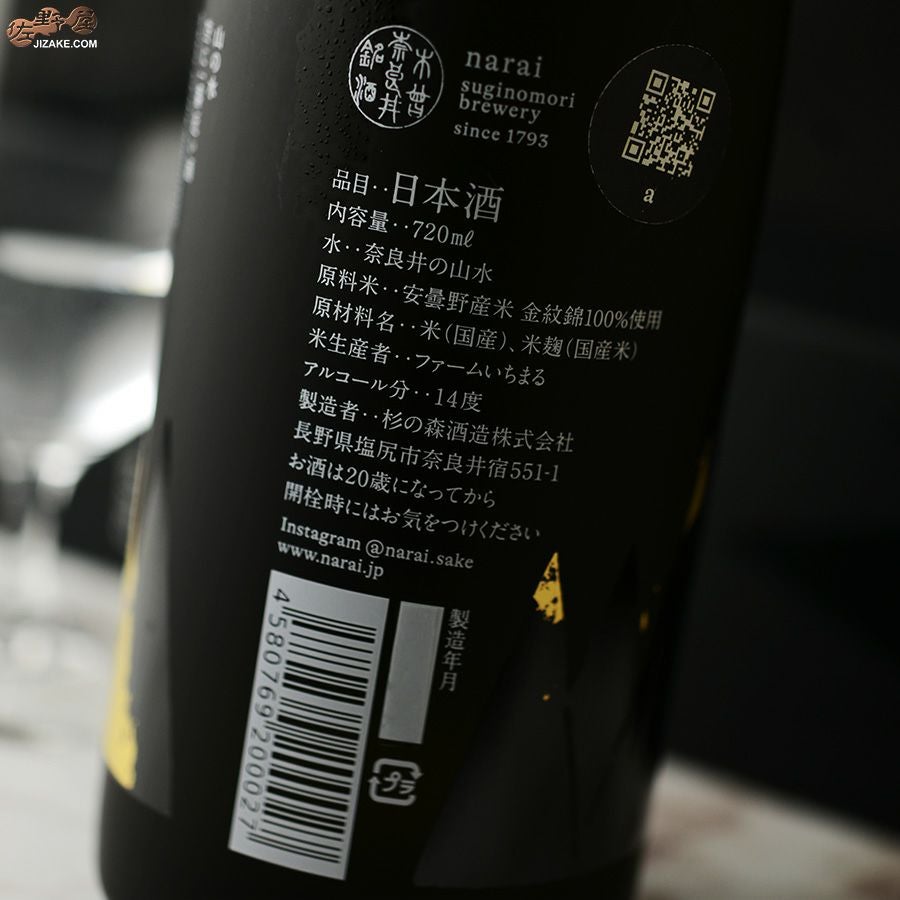 佐野屋
JIZAKE.COM
山の水
木曽
奈良井
銘酒
narai
suginomori
brewery
since 1793
a
品目‥日本酒
内容量‥720mℓ
水‥奈良井の山水
原料米‥安曇野産米 金紋錦100%使用
原材料名‥米(国産)、米麹(国産米)
米生産者‥ファームいちまる
アルコール分‥14度
製造者‥杉の森酒造株式会社
長野県塩尻市奈良井宿551-1
お酒は20歳になってから
開栓時にはお気をつけください
Instagram @narai.sake
www.narai.jp
4580769200027
製造年月
プラ